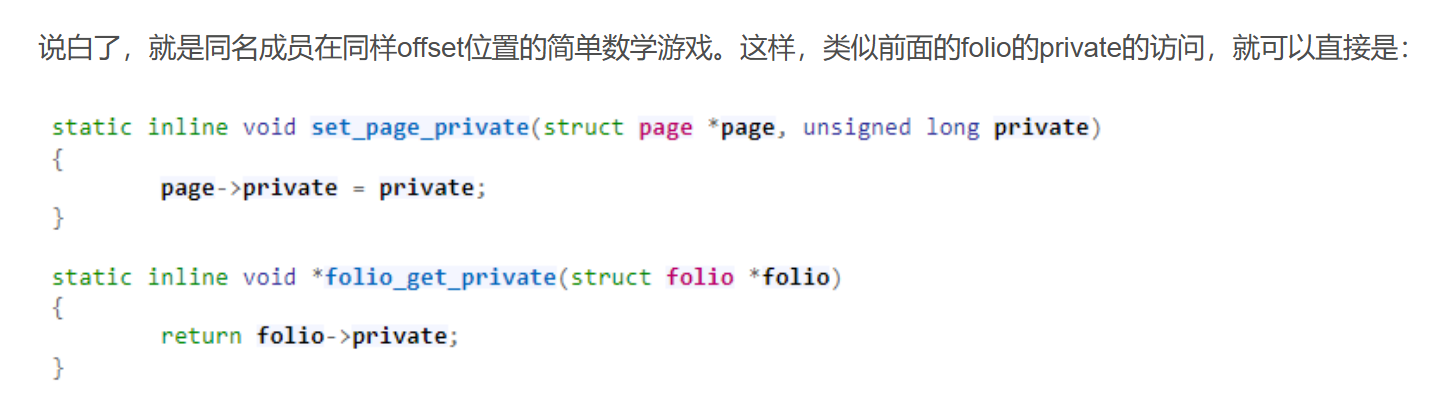 说白了，就是同名成员在同样offset位置的简单数学游戏。这样，类似前面的folio的private的访问，就可以直接是：
static inline void set_page_private(struct page *page, unsigned long private)
{
        page->private = private;
}
static inline void *folio_get_private(struct folio *folio)
{
        return folio->private;
}